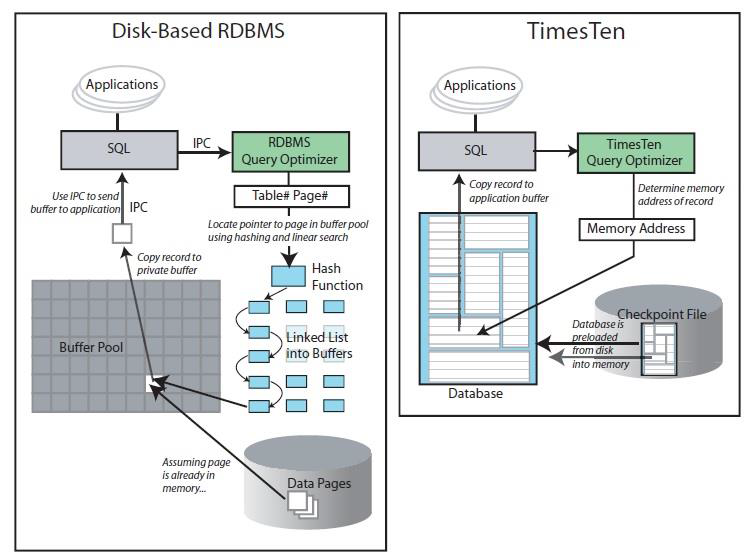 Disk-Based RDBMS
Applications
SQL
IPC
RDBMS
Query Optimizer
Table# Page#
Use IPC to send
buffer to application
IPC
Locate pointer to page in buffer pool
using hashing and linear search
Copy record to
private buffer
Hash
Function
Buffer Pool
Linked List
into Buffers
Assuming page
is already in
memory...
Data Pages
TimesTen
Applications
SQL
TimesTen
Query Optimizer
Copy record to
application buffer
Determine memory
address of record
Memory Address
Checkpoint File
Database is
preloaded
from disk
into memory
Database